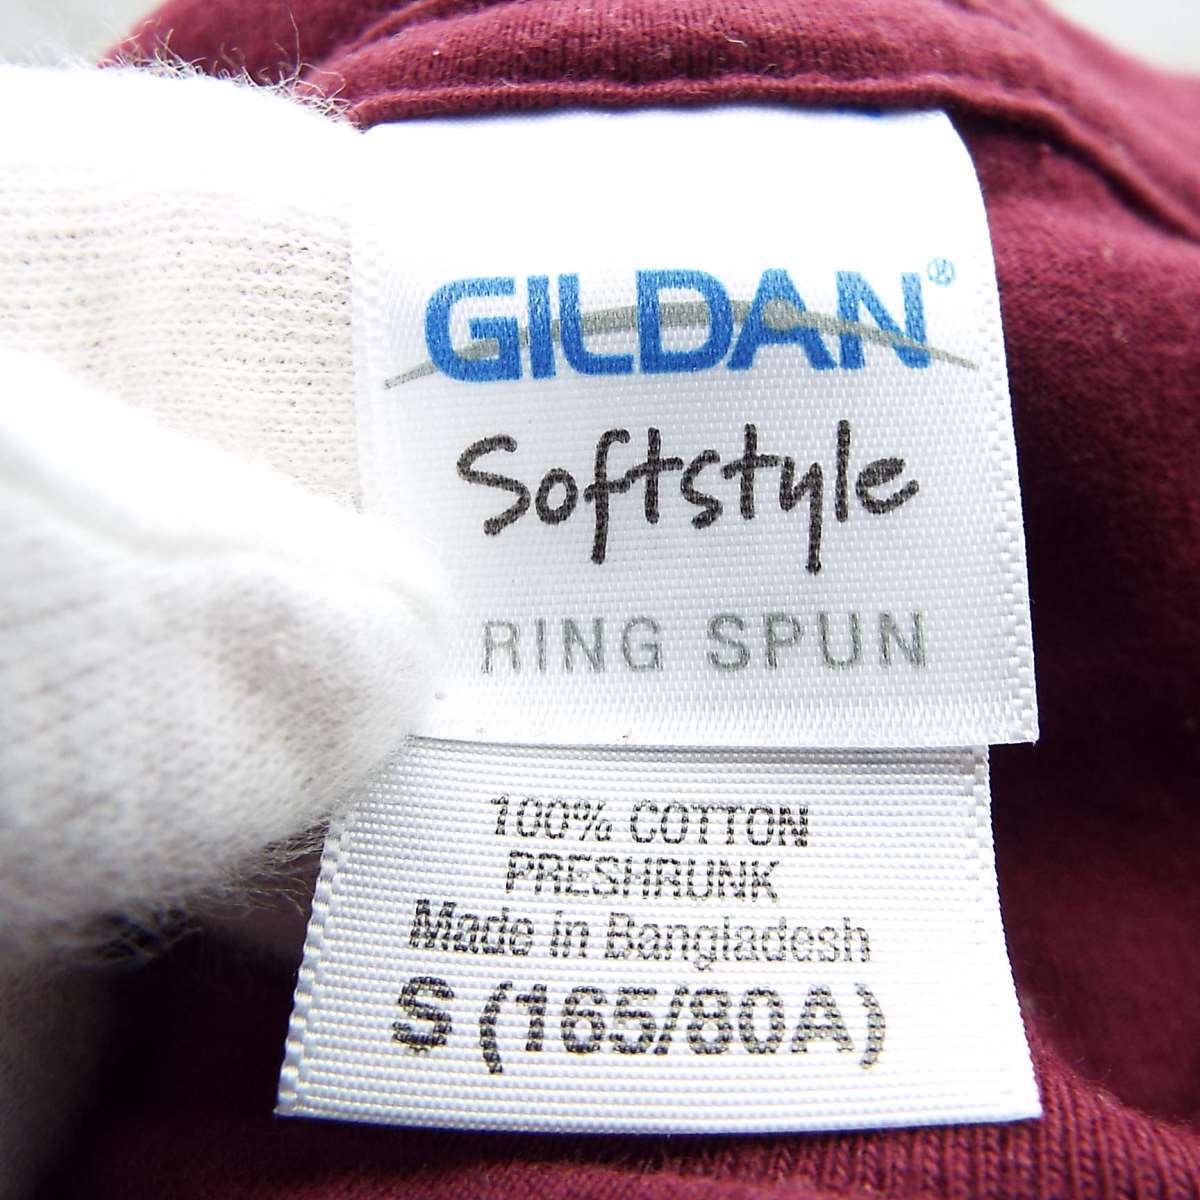 GILDAN®
Softstyle
RING SPUN
100% COTTON
PRESHRUNK
Made in Bangladesh
S (165/80A)